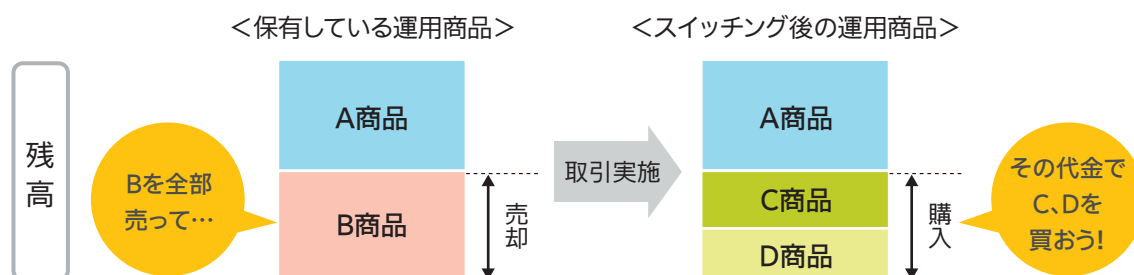 ＜保有している運用商品＞
＜スイッチング後の運用商品＞
残高
Bを全部
売って…
A商品
B商品
売却
取引実施
A商品
C商品
D商品
購入
その代金で
C、Dを
買おう!